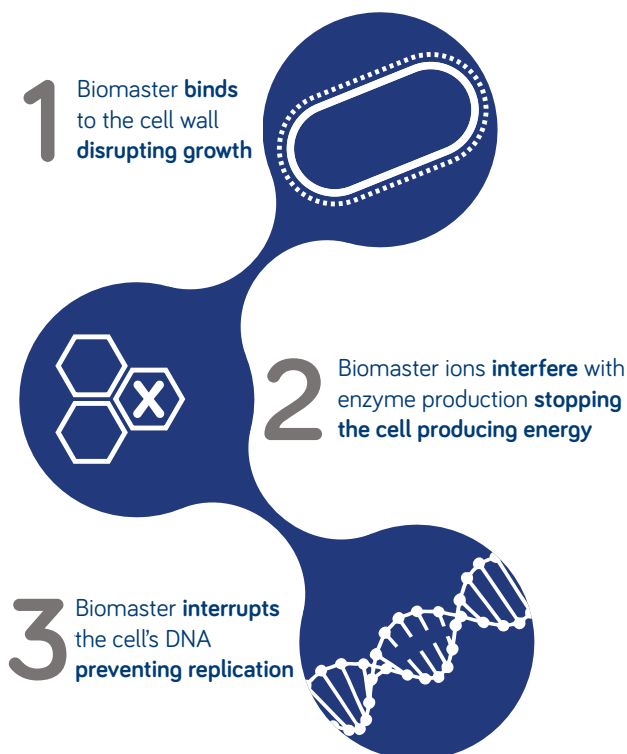 1
Biomaster binds
to the cell wall
disrupting growth
X
2
Biomaster ions interfere with
enzyme production stopping
the cell producing energy
3
Biomaster interrupts
the cell's DNA
preventing replication